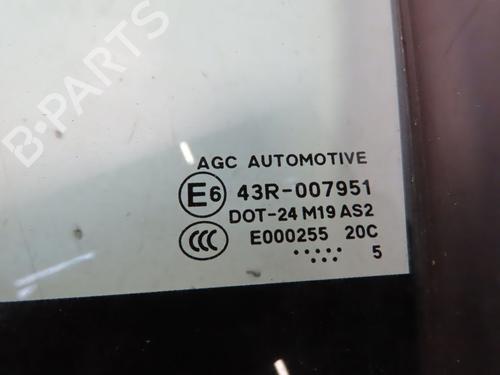 B-PARTS
AGC AUTOMOTIVE
E6 43R-007951
DOT-24 M19 AS2
CCC E000255 20C
5